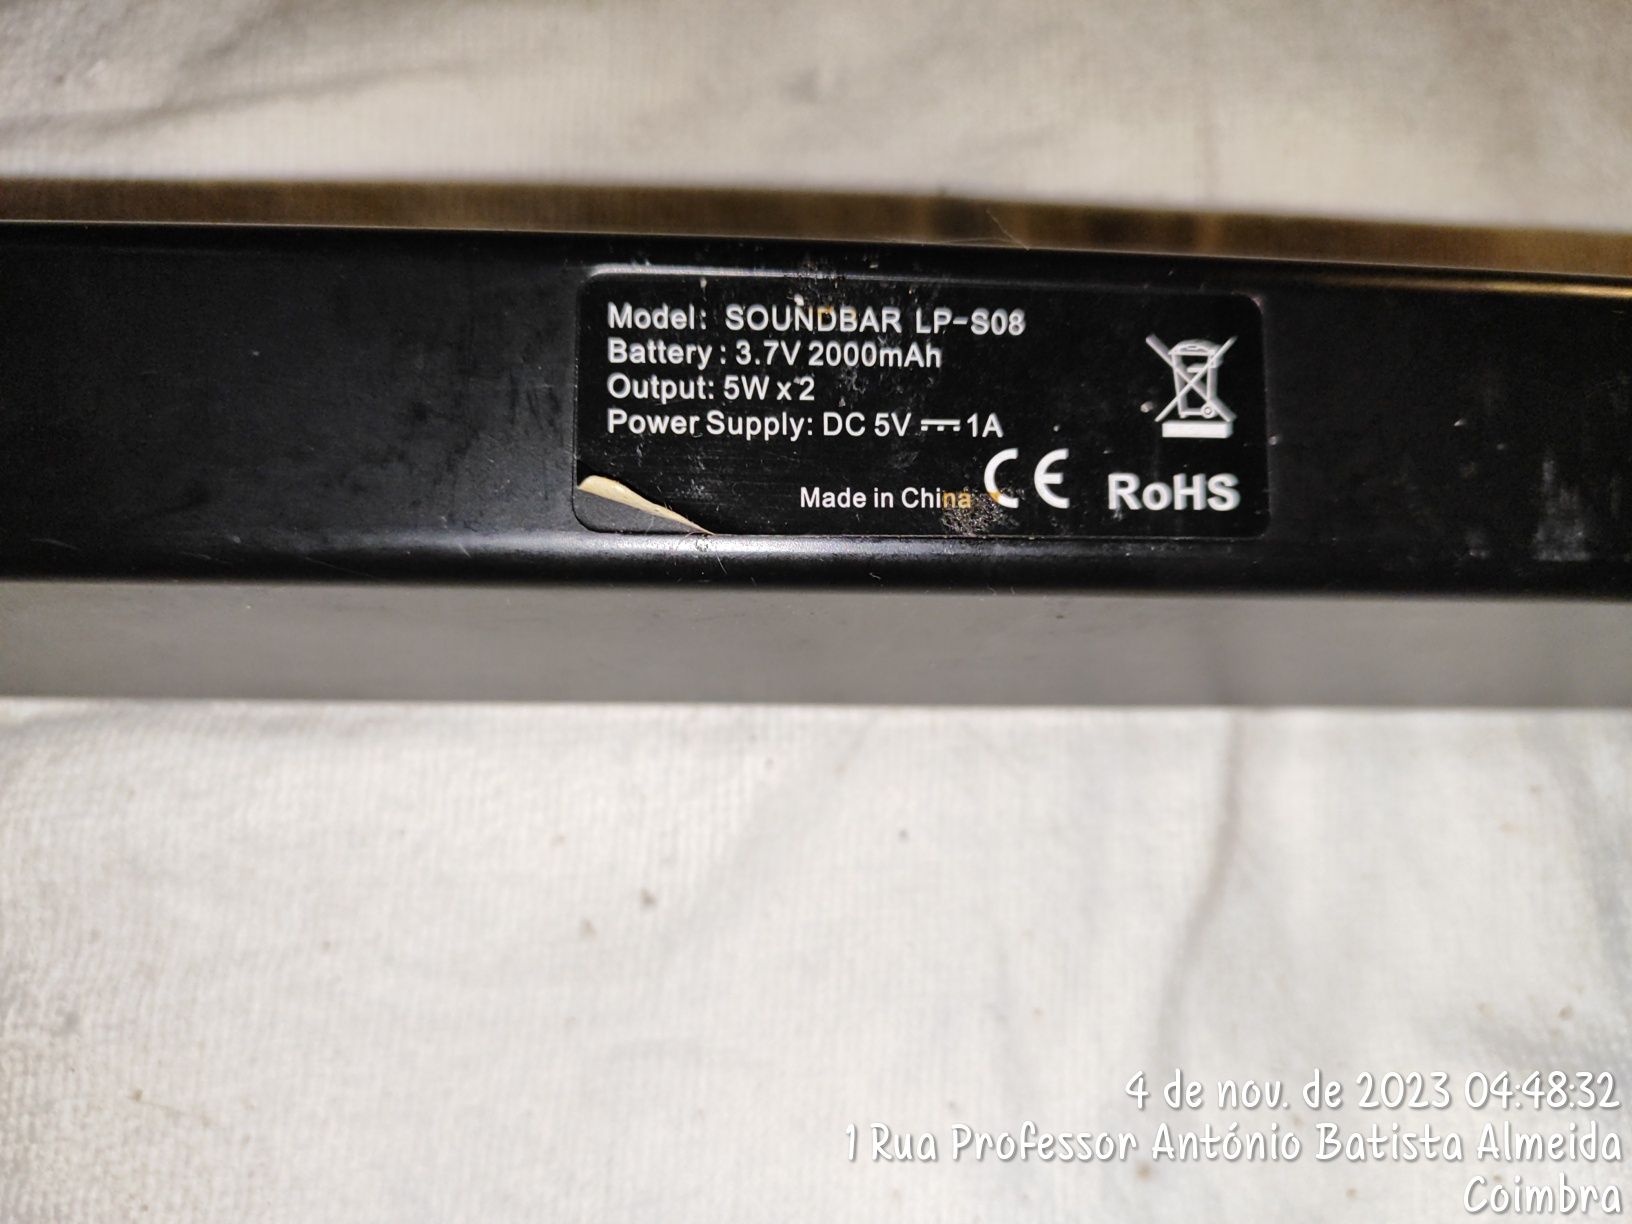 Model: SOUNDBAR LP-S08
Battery: 3.7V 2000mAh
Output: 5W x 2
Power Supply: DC 5V ⎓ 1A
Made in China CE RoHS
4 de nov. de 2023 04:48:32
1 Rua Professor António Batista Almeida
Coimbra